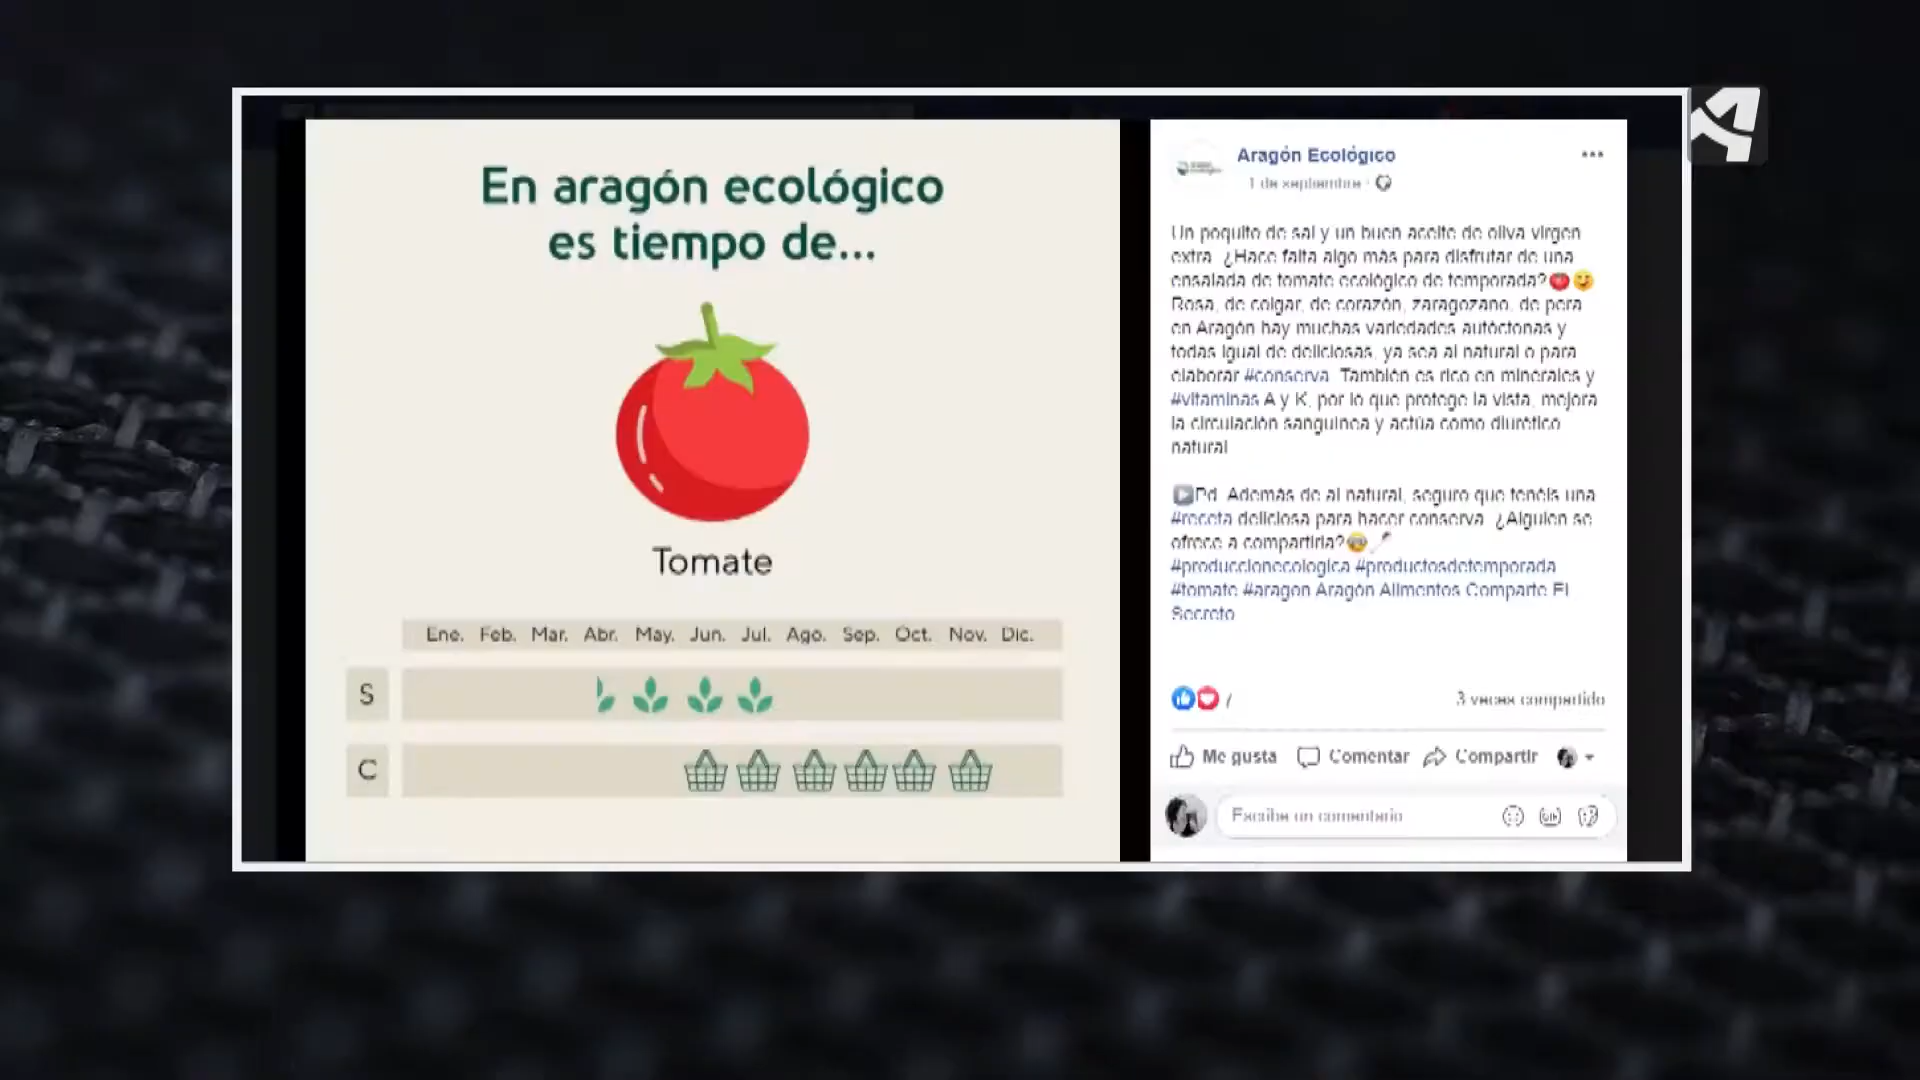 En aragón ecológico
es tiempo de...
Tomate
Ene. Feb. Mar. Abr. May. Jun. Jul. Ago. Sep. Oct. Nov. Dic.
S
C
Aragón Ecológico
1 de septiembre
Un poquito de sal y un buen aceite de oliva virgen
extra. ¿Hace falta algo más para disfrutar de una
ensalada de tomate ecológico de temporada?🍅😋
Rosa, de colgar, de corazón, zaragozano, de pera
en Aragón hay muchas variedades autóctonas y
todas igual de deliciosas, ya sea al natural o para
elaborar #conserva. También es rico en minerales y
#vitaminas A y K, por lo que protege la vista, mejora
la circulación sanguínea y actúa como diurético
natural
▶Pd. Además de al natural, seguro que tenéis una
#receta deliciosa para hacer conserva. ¿Alguien se
ofrece a compartirla?
#produccionecologica #productosdetemporada
#tomate #aragon Aragón Alimentos Comparte El
Secreto
3 veces compartido
Me gusta Comentar Compartir
Escribe un comentario
GIF